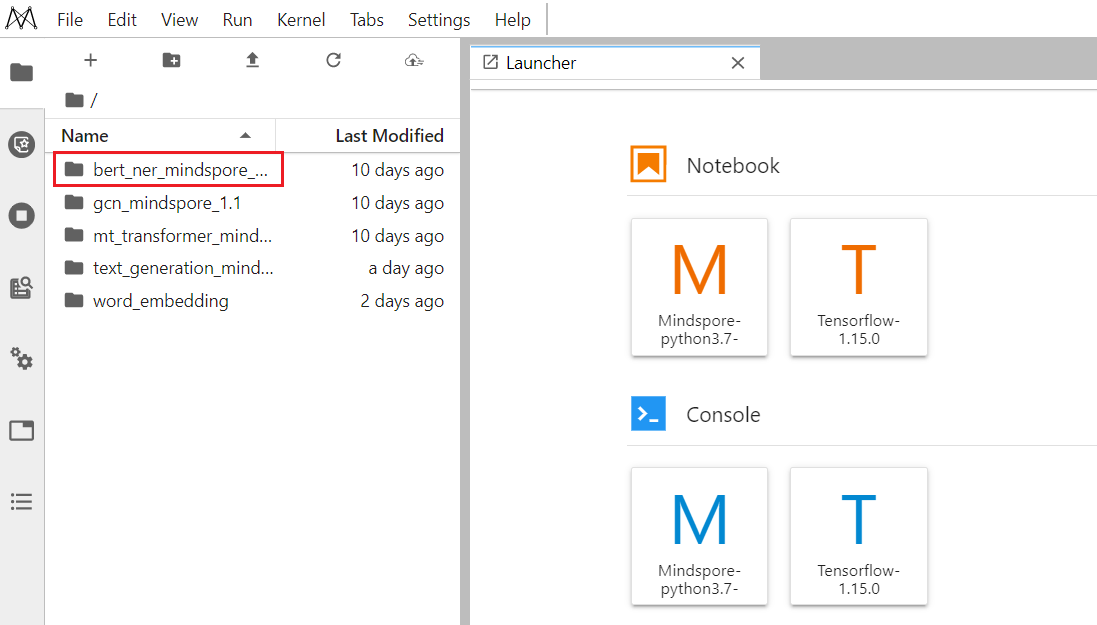 File Edit View Run Kernel Tabs Settings Help
Launcher
/
Name Last Modified
bert_ner_mindspore_... 10 days ago
gcn_mindspore_1.1 10 days ago
mt_transformer_mind... 10 days ago
text_generation_mind... a day ago
word_embedding 2 days ago
Notebook
M T
Mindspore- Tensorflow-
python3.7- 1.15.0
Console
M T
Mindspore- Tensorflow-
python3.7- 1.15.0